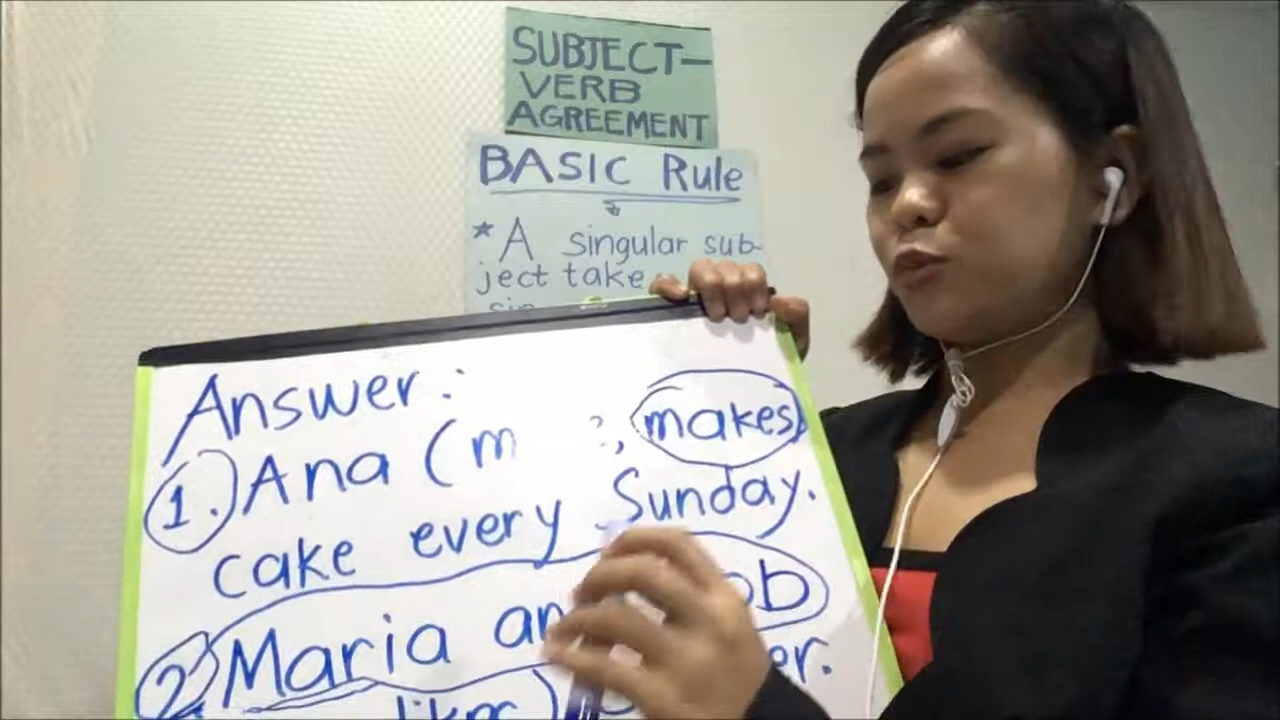 SUBJECT—
VERB
AGREEMENT
BASIC Rule
* A singular sub-
ject take
Answer:
1. Ana (m , makes)
cake every Sunday.
2. Maria an ob
er.